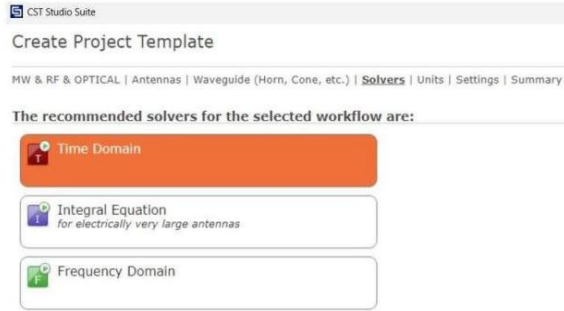 CST Studio Suite
Create Project Template
MW & RF & OPTICAL | Antennas | Waveguide (Horn, Cone, etc.) | Solvers | Units | Settings | Summary
The recommended solvers for the selected workflow are:
T
Time Domain
I
Integral Equation
for electrically very large antennas
F
Frequency Domain